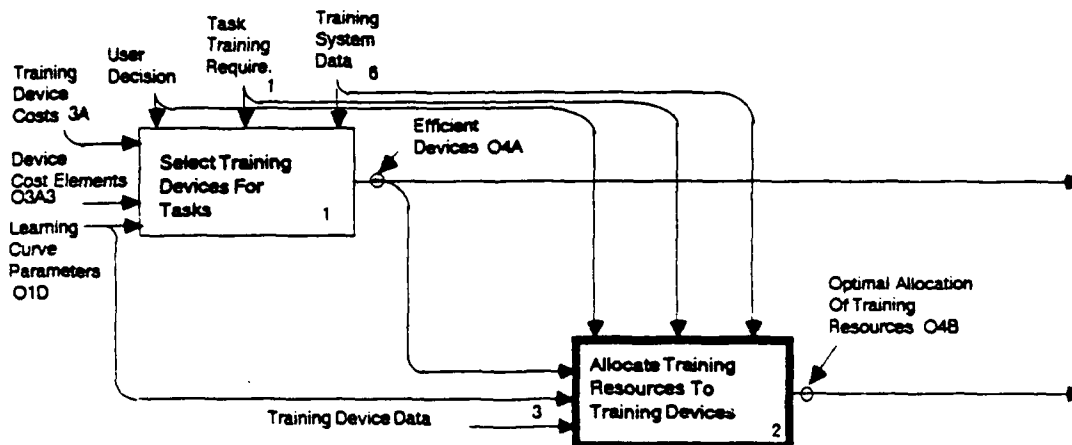 Training
Device
Costs 3A
User
Decision
Task
Training
Require.
1
Training
System
Data
6
Device
Cost Elements
O3A3
Learning
Curve
Parameters
O1D
Select Training
Devices For
Tasks
1
Efficient
Devices O4A
Optimal Allocation
Of Training
Resources O4B
Allocate Training
Resources To
Training Devices
2
Training Device Data
3